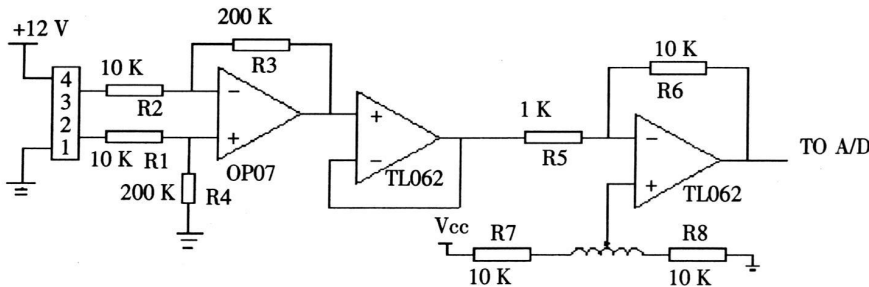 +12 V
200 K
R3
10 K
R2
4
3
2
1
10 K
R1
200 K
R4
−
+
OP07
+
−
TL062
1 K
R5
10 K
R6
−
+
TL062
TO A/D
Vcc
R7
10 K
R8
10 K